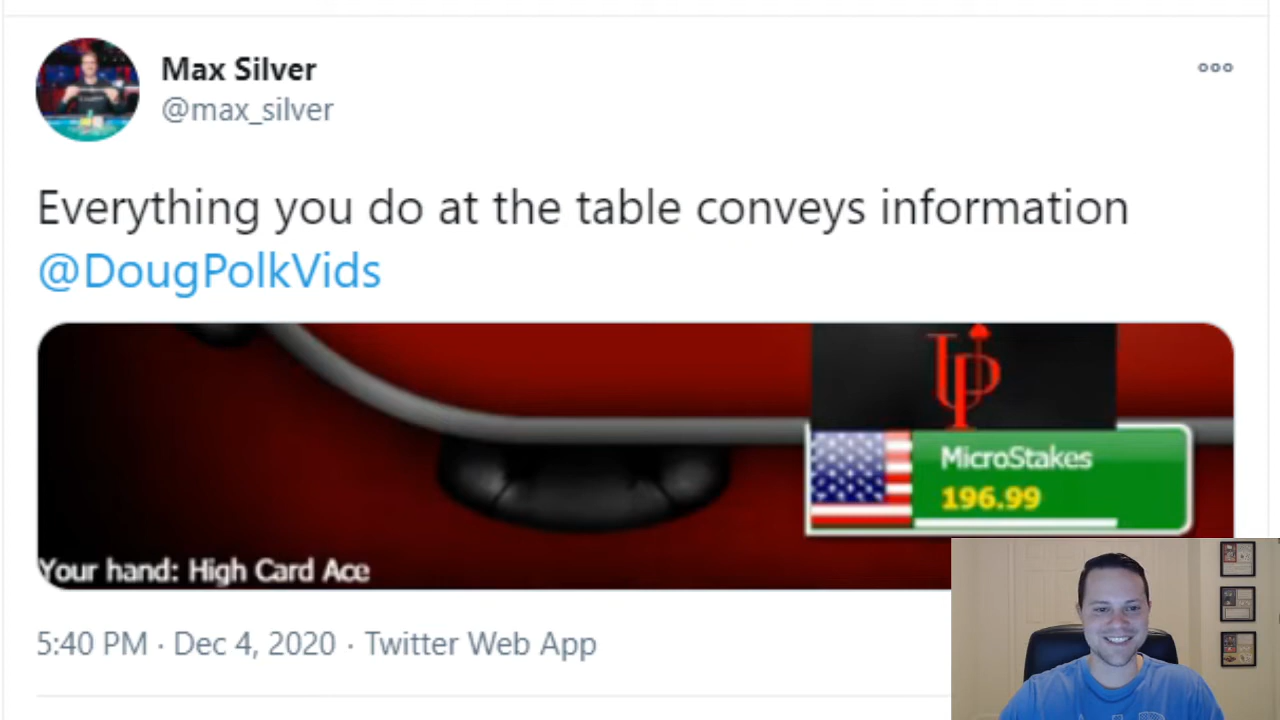 Max Silver
@max_silver
Everything you do at the table conveys information
@DougPolkVids
UP
MicroStakes
196.99
Your hand: High Card Ace
5:40 PM · Dec 4, 2020 · Twitter Web App